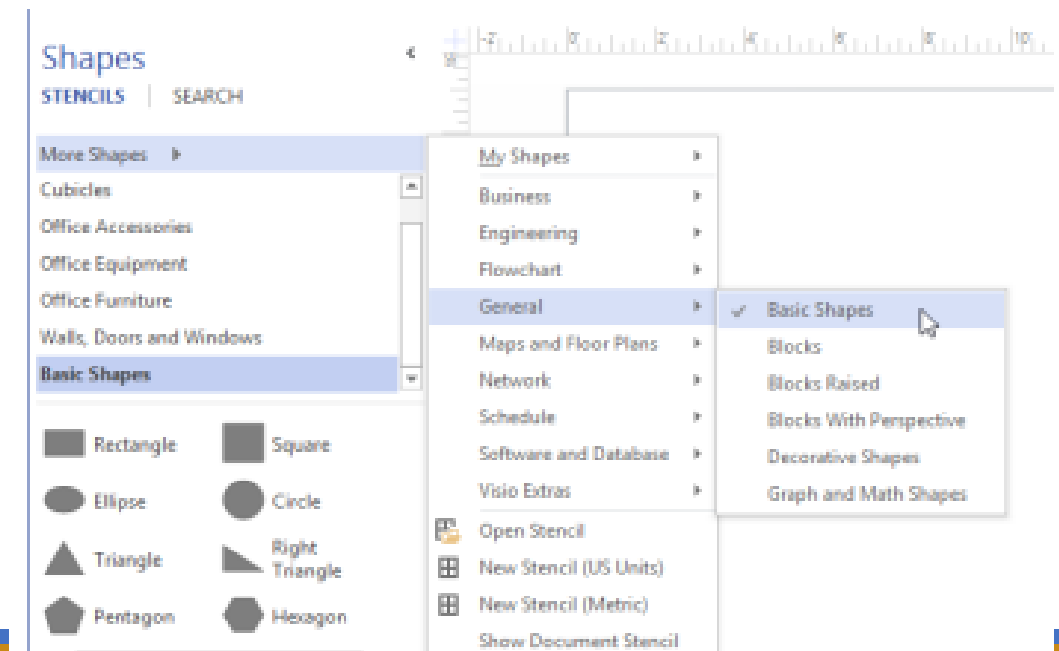 Shapes
STENCILS | SEARCH
More Shapes
Cubicles
Office Accessories
Office Equipment
Office Furniture
Walls, Doors and Windows
Basic Shapes
Rectangle
Square
Ellipse
Circle
Triangle
Right
Triangle
Pentagon
Hexagon
My Shapes
Business
Engineering
Flowchart
General
Maps and Floor Plans
Network
Schedule
Software and Database
Visio Extras
Open Stencil
New Stencil (US Units)
New Stencil (Metric)
Show Document Stencil
Basic Shapes
Blocks
Blocks Raised
Blocks With Perspective
Decorative Shapes
Graph and Math Shapes